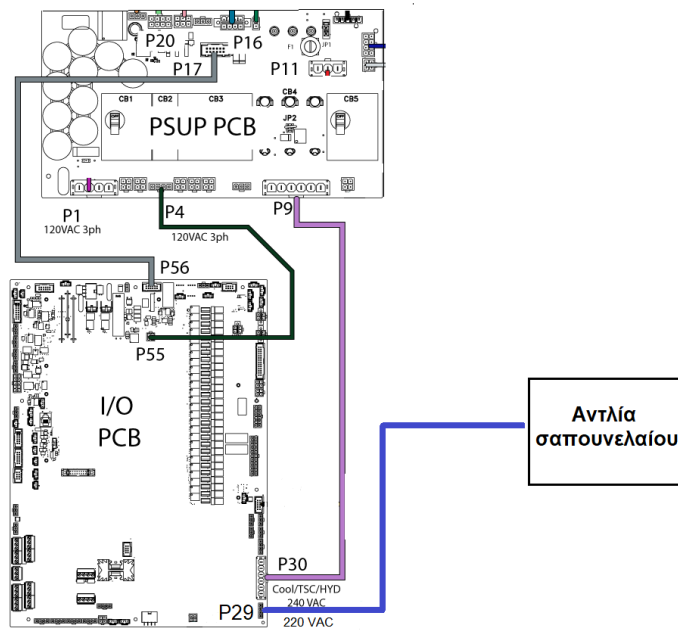 P20
P16
P17
P11
F1
JP1
CB1
CB2
CB3
CB4
CB5
JP2
PSUP PCB
P1
120VAC 3ph
P4
120VAC 3ph
P9
P56
P55
I/O
PCB
Αντλία
σαπουνελαίου
P30
Cool/TSC/HYD
240 VAC
P29
220 VAC